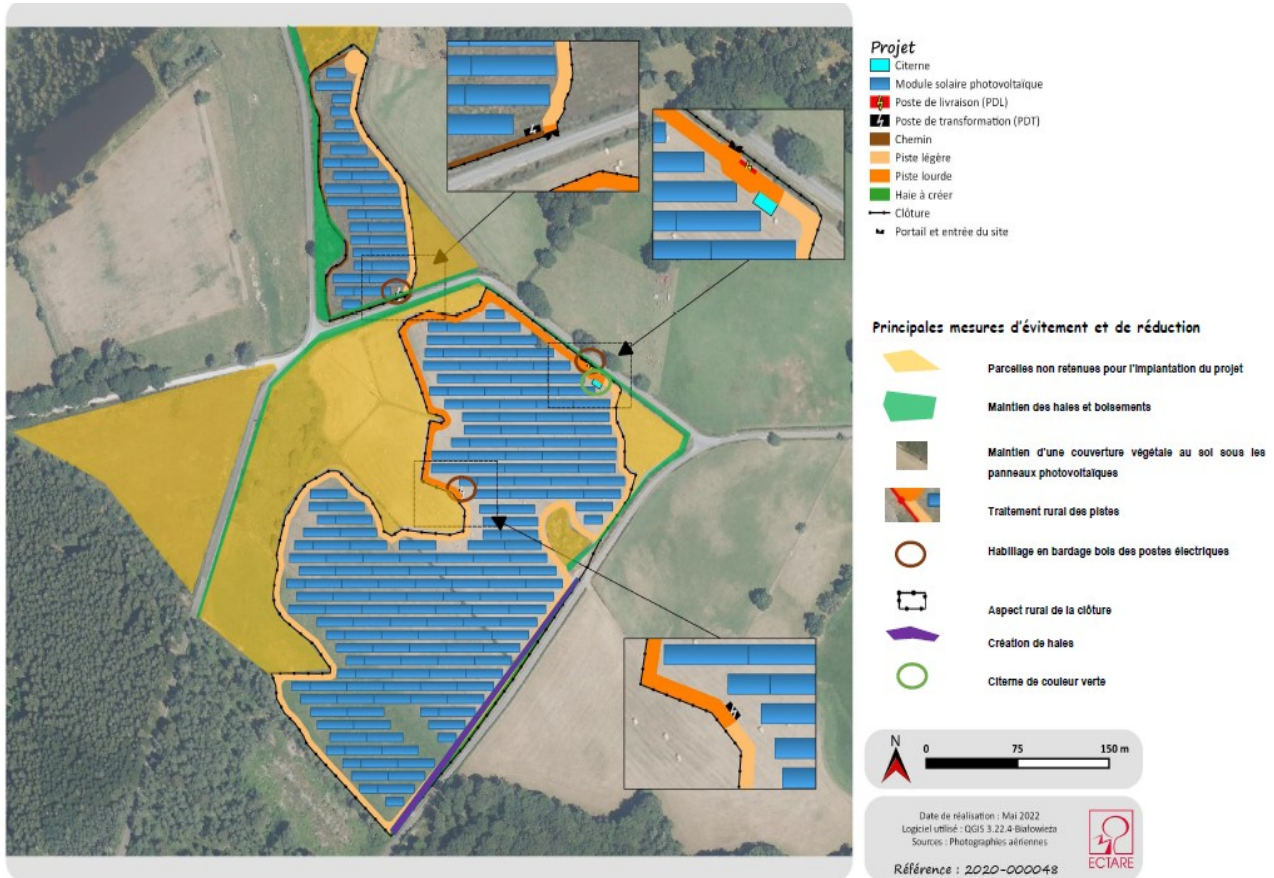 Projet
Citerne
Module solaire photovoltaïque
Poste de livraison (PDL)
Poste de transformation (PDT)
Chemin
Piste légère
Piste lourde
Haie à créer
Clôture
Portail et entrée du site
Principales mesures d'évitement et de réduction
Parcelles non retenues pour l'implantation du projet
Maintien des haies et boisements
Maintien d'une couverture végétale au sol sous les
panneaux photovoltaïques
Traitement rural des pistes
Habillage en bardage bois des postes électriques
Aspect rural de la clôture
Création de haies
Citerne de couleur verte
N
0 75 150 m
Date de réalisation : Mai 2022
Logiciel utilisé : QGIS 3.22.4-Białowieża
Sources : Photographies aériennes
Référence : 2020-000048
ECTARE